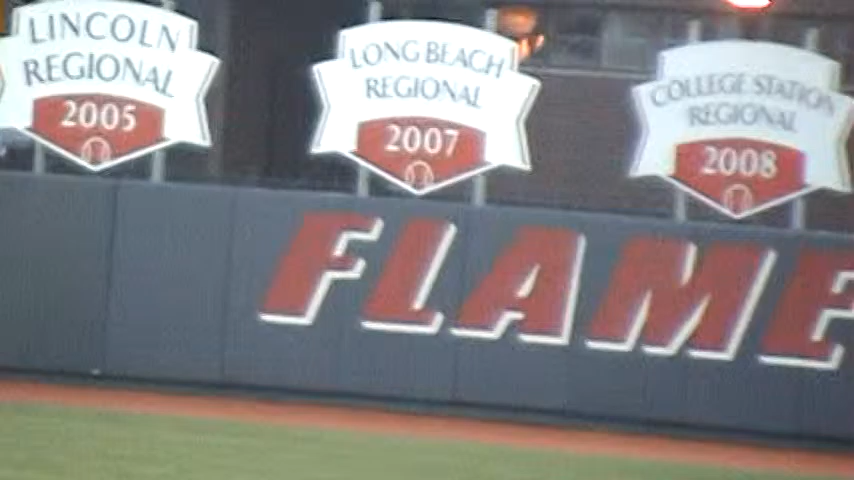 LINCOLN
REGIONAL
2005
LONG BEACH
REGIONAL
2007
COLLEGE STATION
REGIONAL
2008
FLAME